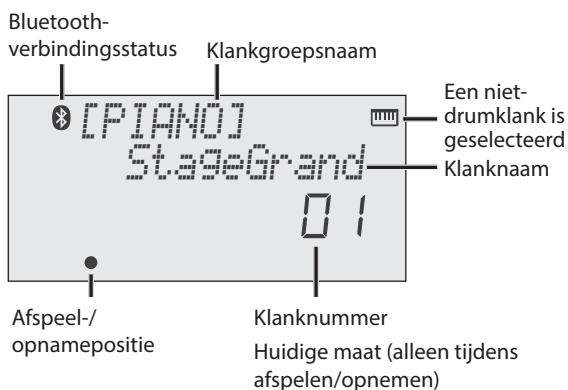 Bluetooth-
verbindingsstatus
Klankgroepsnaam
[PIANO]
StageGrand
01
Een niet-
drumklank is
geselecteerd
Klanknaam
Afspeel-/
opnamepositie
Klanknummer
Huidige maat (alleen tijdens
afspelen/opnemen)